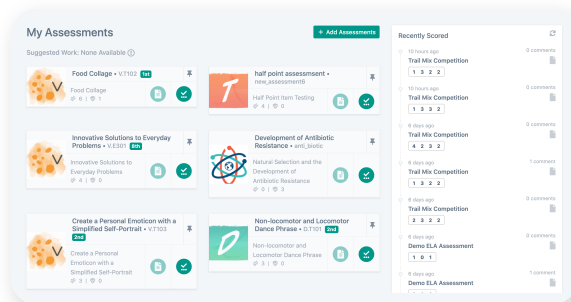 My Assessments
+ Add Assessments
Suggested Work: None Available
Food Collage • V.T102 1st
Food Collage
6 | 1
half point assessment •
new_assessment6
Half Point Item Testing
4 | 0
Innovative Solutions to Everyday
Problems • V.E301 8th
Innovative Solutions to
Everyday Problems
4 | 0
Development of Antibiotic
Resistance • anti_biotic
Natural Selection and the
Development of
Antibiotic Resistance
0 | 3
Create a Personal Emoticon with a
Simplified Self-Portrait • V.T103
2nd
Create a Personal
Emoticon with a
Simplified Self-Portrait
3 | 0
Non-locomotor and Locomotor
Dance Phrase • D.T101 2nd
Non-locomotor and
Locomotor Dance Phrase
3 | 0
Recently Scored
10 hours ago 0 comments
Trail Mix Competition
1 3 2 2
10 hours ago 3 comments
Trail Mix Competition
1 3 3 2
6 days ago 0 comments
Trail Mix Competition
4 2 3 2
6 days ago 1 comment
Trail Mix Competition
1 3 2 2
6 days ago 0 comments
Trail Mix Competition
2 3 2 2
6 days ago 0 comments
Demo ELA Assessment
1 0 1
6 days ago 1 comment
Demo ELA Assessment